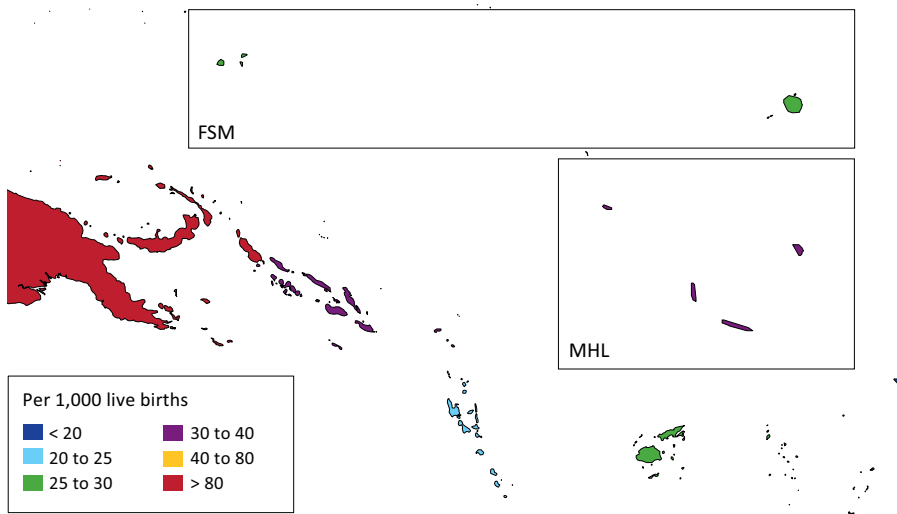 FSM
MHL
Per 1,000 live births
< 20
30 to 40
20 to 25
40 to 80
25 to 30
> 80